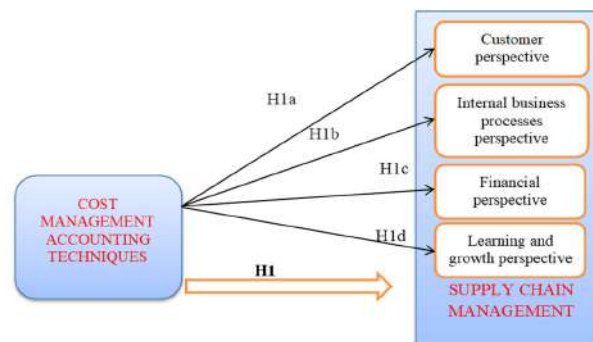 Customer
perspective
H1a
Internal business
processes
perspective
H1b
H1c
Financial
perspective
COST
MANAGEMENT
ACCOUNTING
TECHNIQUES
H1d
Learning and
growth perspective
H1
SUPPLY CHAIN
MANAGEMENT